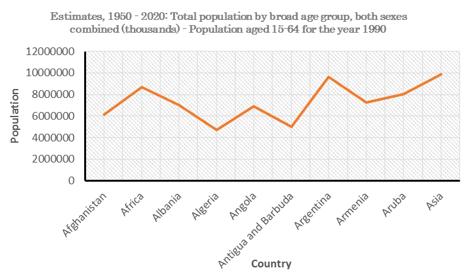 Estimates, 1950 - 2020: Total population by broad age group, both sexes
combined (thousands) - Population aged 15-64 for the year 1990
12000000
10000000
8000000
6000000
4000000
2000000
0
Population
Afghanistan
Africa
Albania
Algeria
Angola
Antigua and Barbuda
Argentina
Armenia
Aruba
Asia
Country